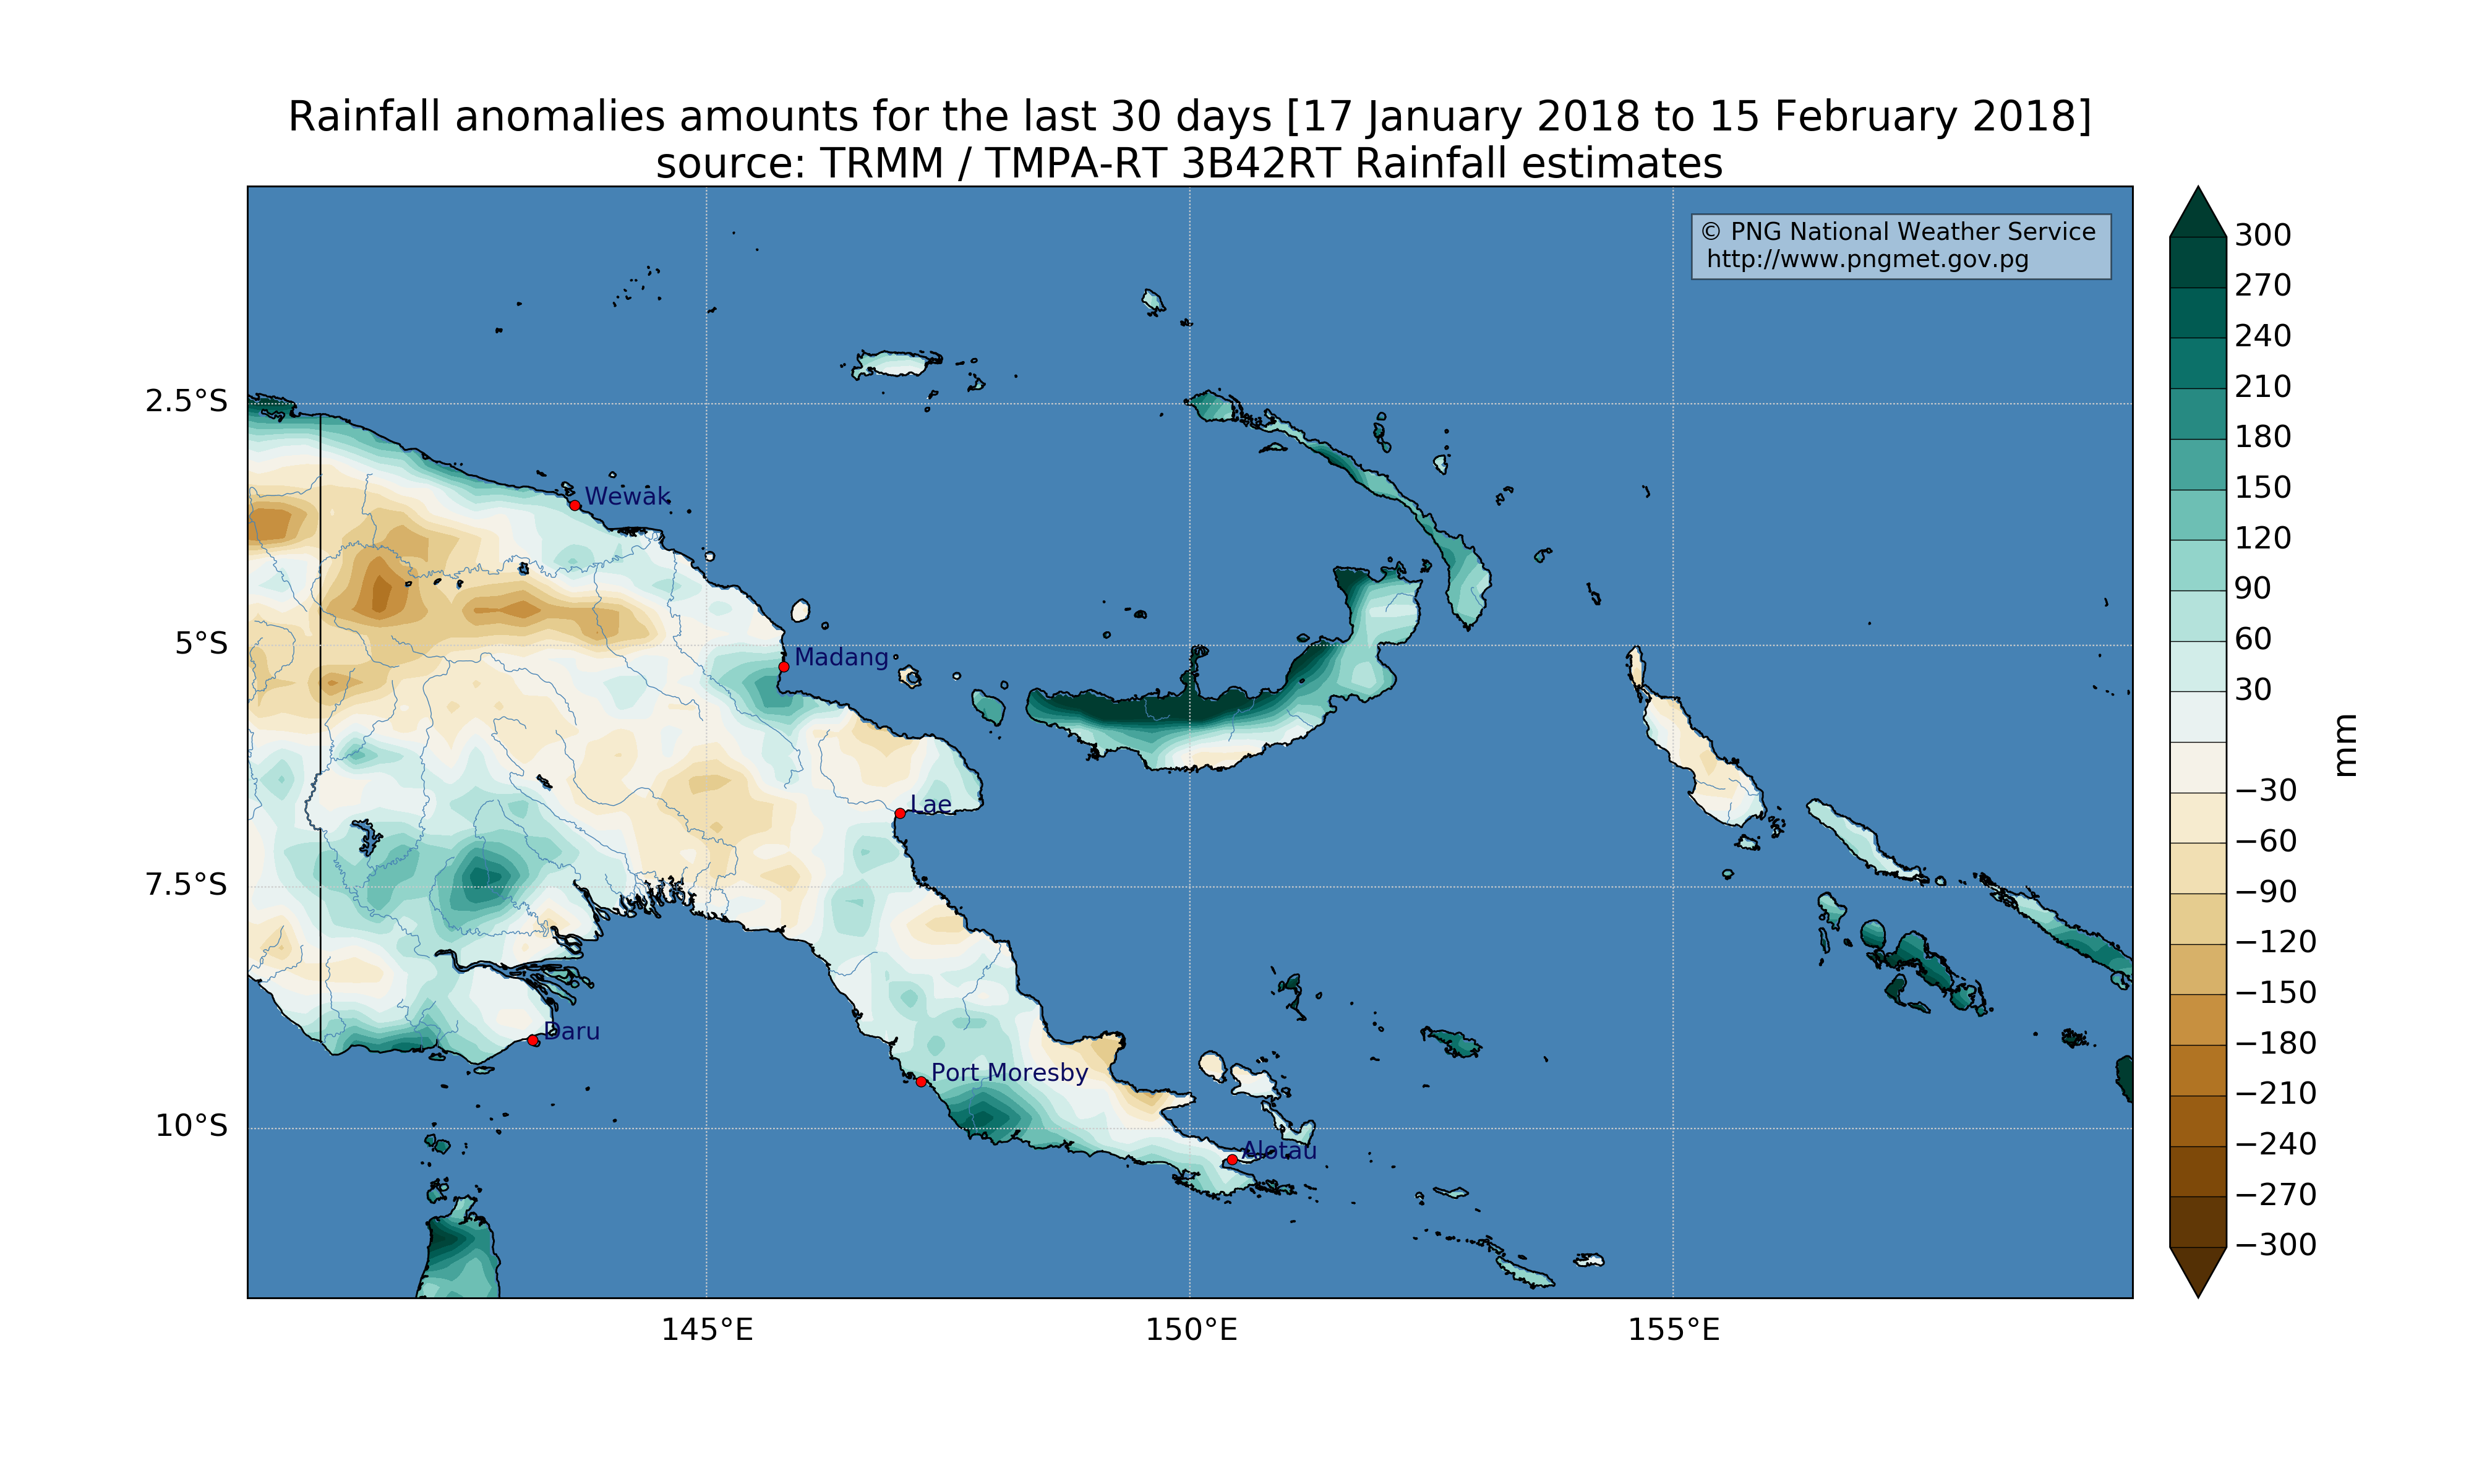 Rainfall anomalies amounts for the last 30 days [17 January 2018 to 15 February 2018]
source: TRMM / TMPA-RT 3B42RT Rainfall estimates
© PNG National Weather Service
http://www.pngmet.gov.pg
2.5°S
5°S
7.5°S
10°S
Wewak
Madang
Lae
Daru
Port Moresby
Alotau
145°E
150°E
155°E
300
270
240
210
180
150
120
90
60
30
−30
−60
−90
−120
−150
−180
−210
−240
−270
−300
mm